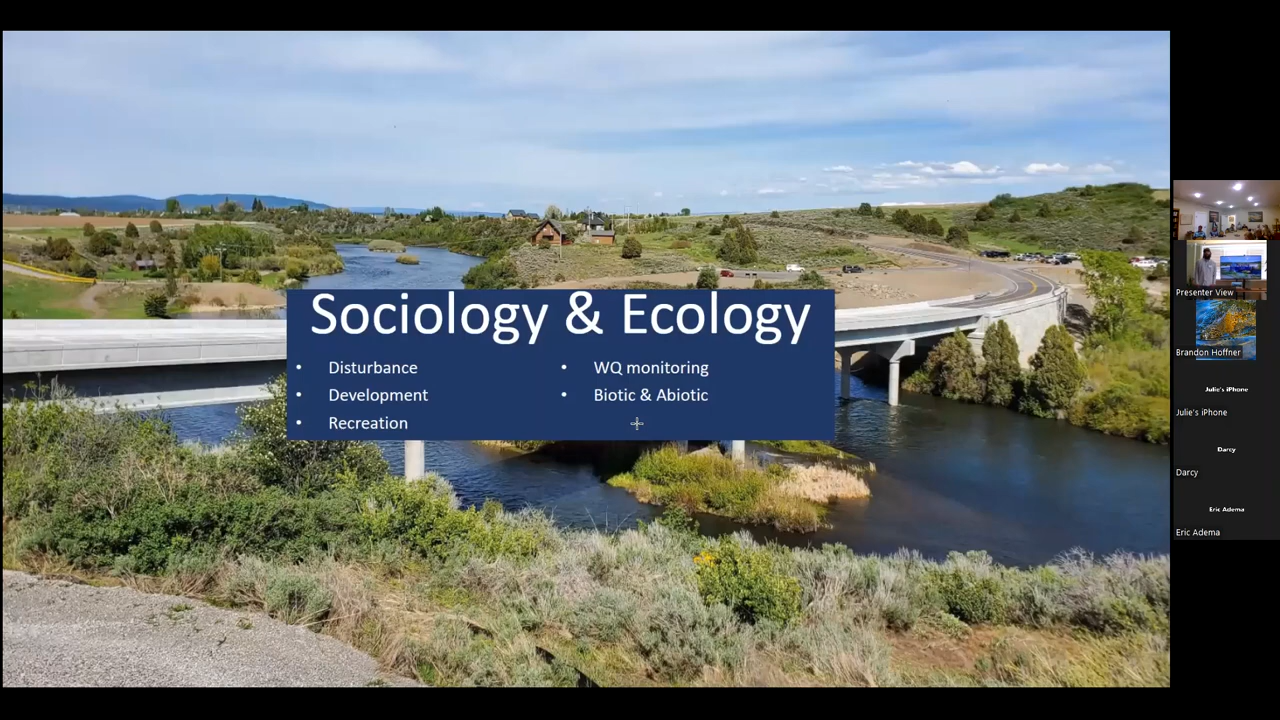 Sociology & Ecology
• Disturbance
• Development
• Recreation
• WQ monitoring
• Biotic & Abiotic
Presenter View
Brandon Hoffner
Julie's iPhone
Julie's iPhone
Darcy
Darcy
Eric Adema
Eric Adema